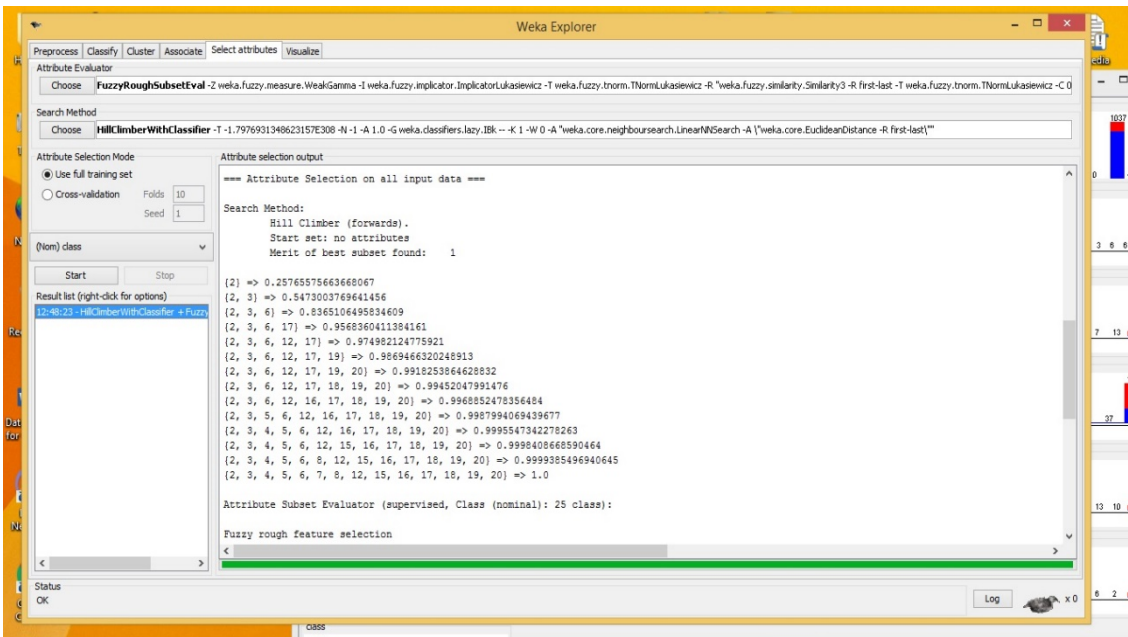 Weka Explorer
Preprocess Classify Cluster Associate Select attributes Visualize
Attribute Evaluator
Choose FuzzyRoughSubsetEval -Z weka.fuzzy.measure.WeakGamma -I weka.fuzzy.implicator.ImplicatorLukasiewicz -T weka.fuzzy.tnorm.TNormLukasiewicz -R "weka.fuzzy.similarity.Similarity3 -R first-last -T weka.fuzzy.tnorm.TNormLukasiewicz -C 0
Search Method
Choose HillClimberWithClassifier -T -1.7976931348623157E308 -N -1 -A 1.0 -G weka.classifiers.lazy.IBk -- -K 1 -W 0 -A "weka.core.neighboursearch.LinearNNSearch -A \"weka.core.EuclideanDistance -R first-last\""
Attribute Selection Mode
Use full training set
Cross-validation Folds 10
Seed 1
(Nom) class
Start Stop
Result list (right-click for options)
12:48:23 - HillClimberWithClassifier + Fuzzy
Attribute selection output
=== Attribute Selection on all input data ===
Search Method:
Hill Climber (forwards).
Start set: no attributes
Merit of best subset found: 1
{2} => 0.25765575663668067
{2, 3} => 0.5473003769641456
{2, 3, 6} => 0.8365106495834609
{2, 3, 6, 17} => 0.9568360411384161
{2, 3, 6, 12, 17} => 0.974982124775921
{2, 3, 6, 12, 17, 19} => 0.9869466320248913
{2, 3, 6, 12, 17, 19, 20} => 0.9918253864628832
{2, 3, 6, 12, 17, 18, 19, 20} => 0.99452047991476
{2, 3, 6, 12, 16, 17, 18, 19, 20} => 0.9968852478356484
{2, 3, 5, 6, 12, 16, 17, 18, 19, 20} => 0.9987994069439677
{2, 3, 4, 5, 6, 12, 16, 17, 18, 19, 20} => 0.9995547342278263
{2, 3, 4, 5, 6, 12, 15, 16, 17, 18, 19, 20} => 0.9998408668590464
{2, 3, 4, 5, 6, 8, 12, 15, 16, 17, 18, 19, 20} => 0.9999385496940645
{2, 3, 4, 5, 6, 7, 8, 12, 15, 16, 17, 18, 19, 20} => 1.0
Attribute Subset Evaluator (supervised, Class (nominal): 25 class):
Fuzzy rough feature selection
Status
OK
Log x 0
class
1037
0
3 6 6
7 13
37
13 10
6 2